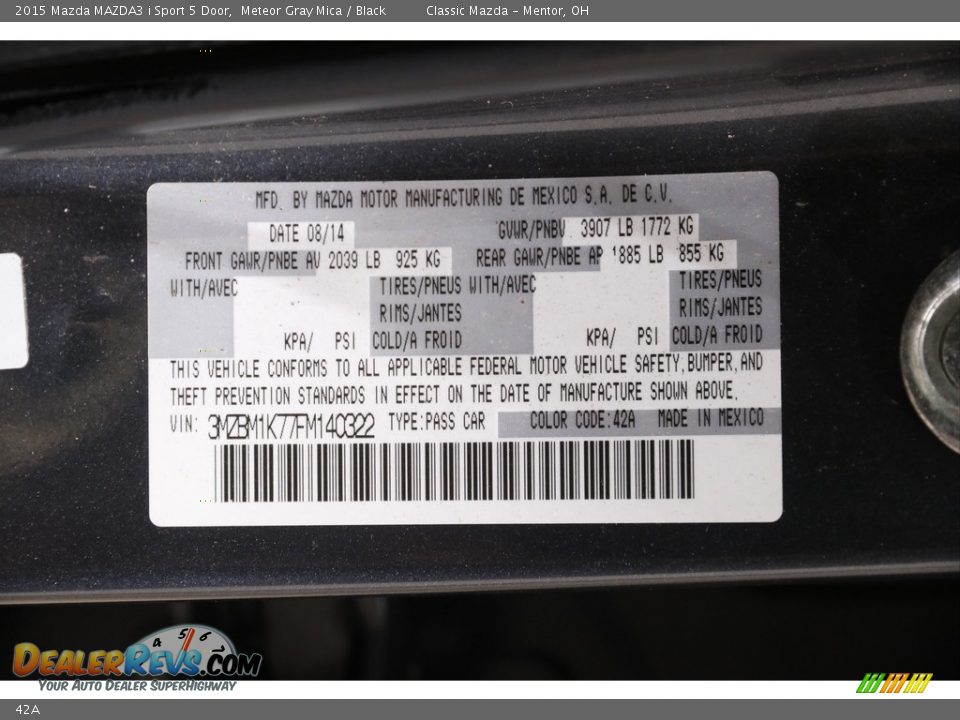 2015 Mazda MAZDA3 i Sport 5 Door, Meteor Gray Mica / Black Classic Mazda – Mentor, OH
MFD. BY MAZDA MOTOR MANUFACTURING DE MEXICO S.A. DE C.V.
DATE 08/14 GVWR/PNBV 3907 LB 1772 KG
FRONT GAWR/PNBE AV 2039 LB 925 KG REAR GAWR/PNBE AR 1885 LB 855 KG
WITH/AVEC TIRES/PNEUS WITH/AVEC TIRES/PNEUS
RIMS/JANTES RIMS/JANTES
KPA/ PSI COLD/A FROID KPA/ PSI COLD/A FROID
THIS VEHICLE CONFORMS TO ALL APPLICABLE FEDERAL MOTOR VEHICLE SAFETY, BUMPER, AND
THEFT PREVENTION STANDARDS IN EFFECT ON THE DATE OF MANUFACTURE SHOWN ABOVE.
VIN: 3MZBM1K77FM140322 TYPE: PASS CAR COLOR CODE: 42A MADE IN MEXICO
4 5 6
DEALERREVS.COM
YOUR AUTO DEALER SUPERHIGHWAY
42A